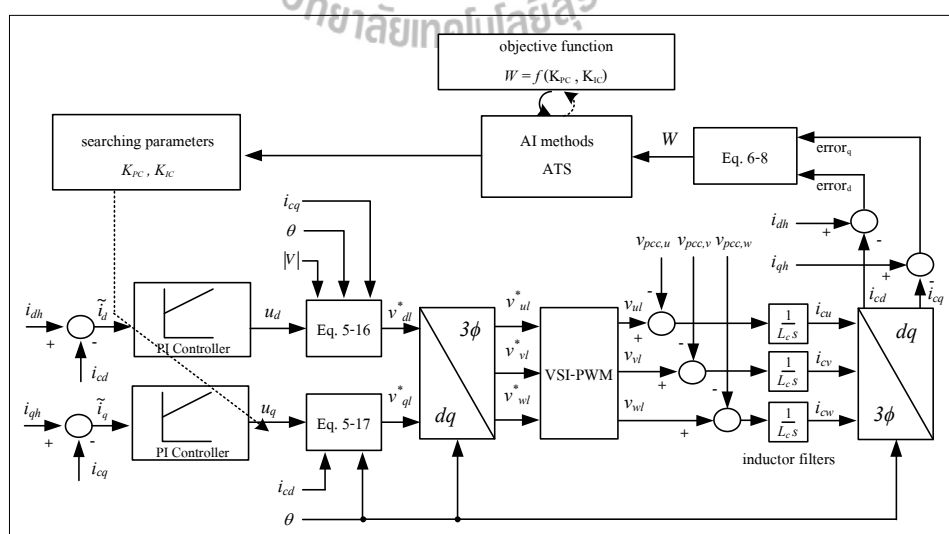 วิทยาลัยเทคโนโลยีสุร
objective function
W = f(K_PC , K_IC)
searching parameters
K_PC , K_IC
AI methods
ATS
W
Eq. 6-8
error_q
error_d
i_cq
θ
|V|
v_pcc,u v_pcc,v v_pcc,w
i_dh
+
-
i_qh
+
-
i_cd
i_cq
i_dh
+
-
ĩ_d
i_cd
PI Controller
u_d
Eq. 5-16
v*_dl
3ϕ
dq
v*_ul
v*_vl
v*_wl
VSI-PWM
v_ul
v_vl
v_wl
-
+
-
+
-
+
1
L_c s
1
L_c s
1
L_c s
i_cu
i_cv
i_cw
inductor filters
dq
3ϕ
i_qh
+
-
ĩ_q
i_cq
PI Controller
u_q
Eq. 5-17
v*_ql
i_cd
θ